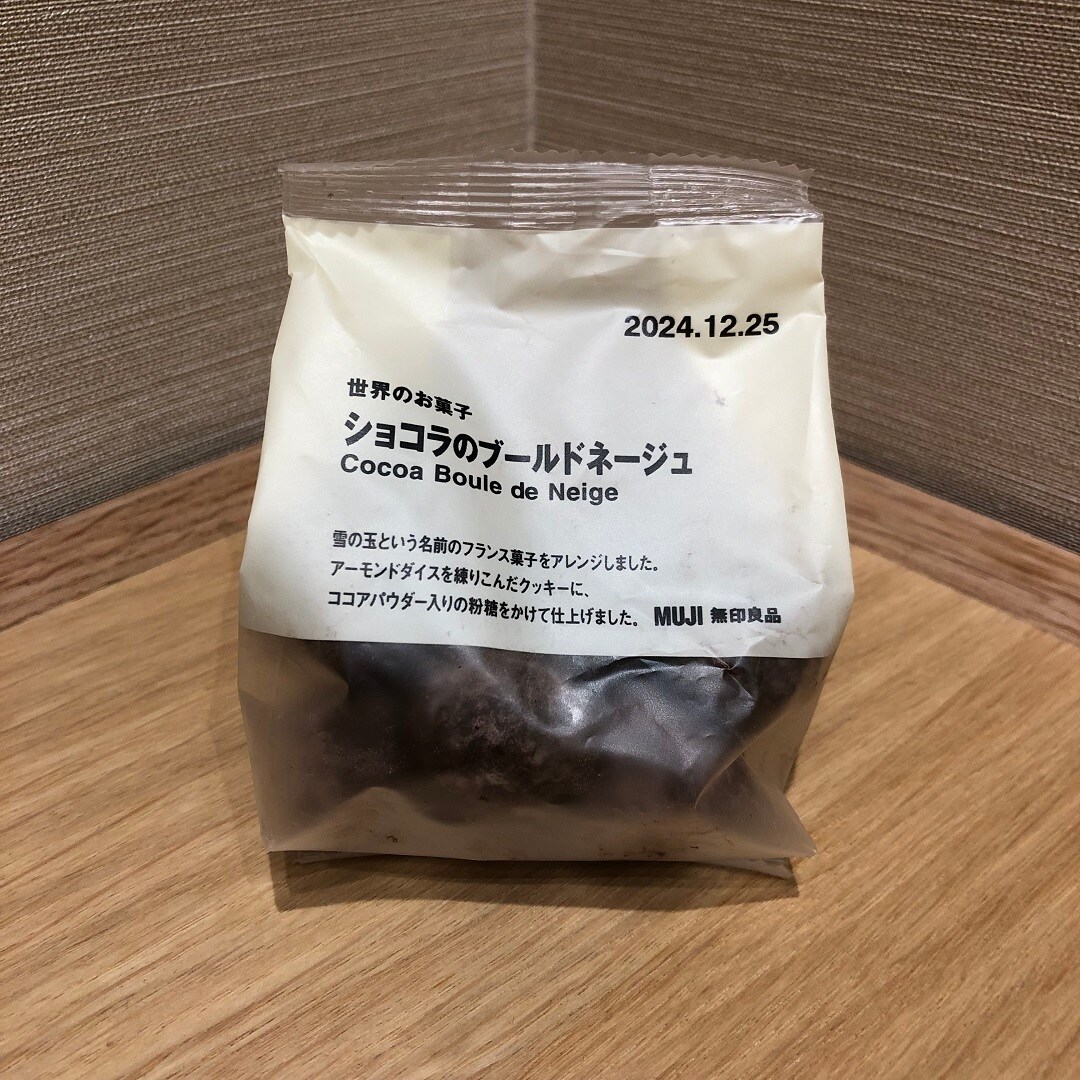 2024.12.25
世界のお菓子
ショコラのブールドネージュ
Cocoa Boule de Neige
雪の玉という名前のフランス菓子をアレンジしました。
アーモンドダイスを練りこんだクッキーに、
ココアパウダー入りの粉糖をかけて仕上げました。 MUJI 無印良品